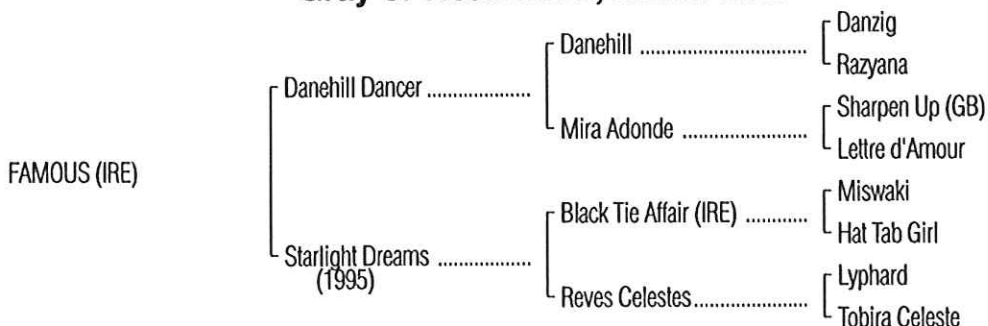 Danzig
Danehill
Razyana
Danehill Dancer
Sharpen Up (GB)
Mira Adonde
Lettre d'Amour
FAMOUS (IRE)
Miswaki
Black Tie Affair (IRE)
Hat Tab Girl
Starlight Dreams
(1995)
Lyphard
Reves Celestes
Tobira Celeste